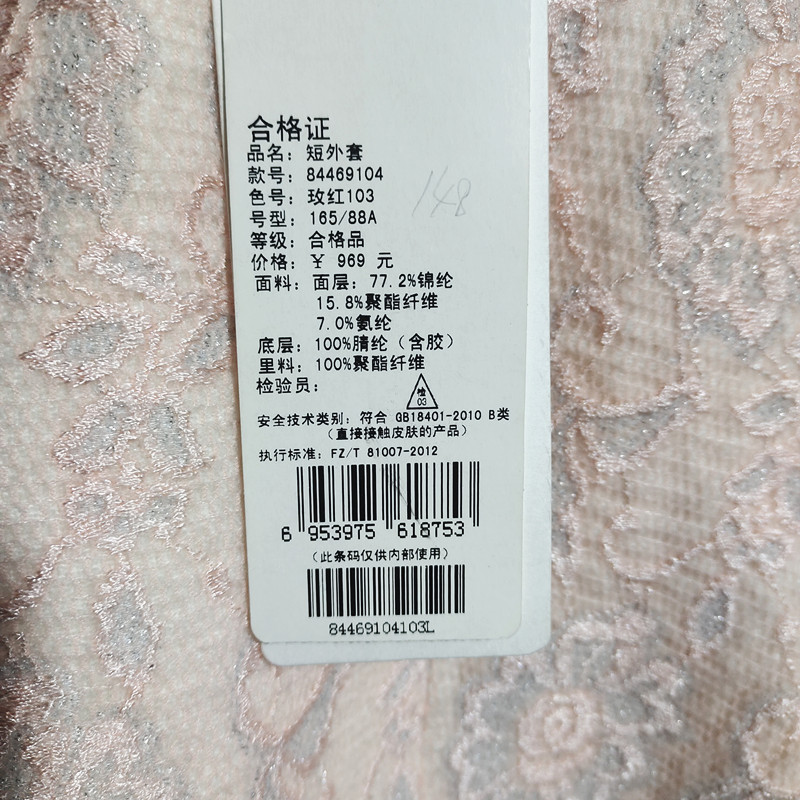 合格证
品名：短外套
款号：84469104
色号：玫红103
148
号型：165/88A
等级：合格品
价格：￥ 969 元
面料：面层：77.2%锦纶
15.8%聚酯纤维
7.0%氨纶
底层：100%腈纶（含胶）
里料：100%聚酯纤维
检验员：
检
03
安全技术类别：符合 GB18401-2010 B类
（直接接触皮肤的产品）
执行标准：FZ/T 81007-2012
6 953975 618753
（此条码仅供内部使用）
84469104103L